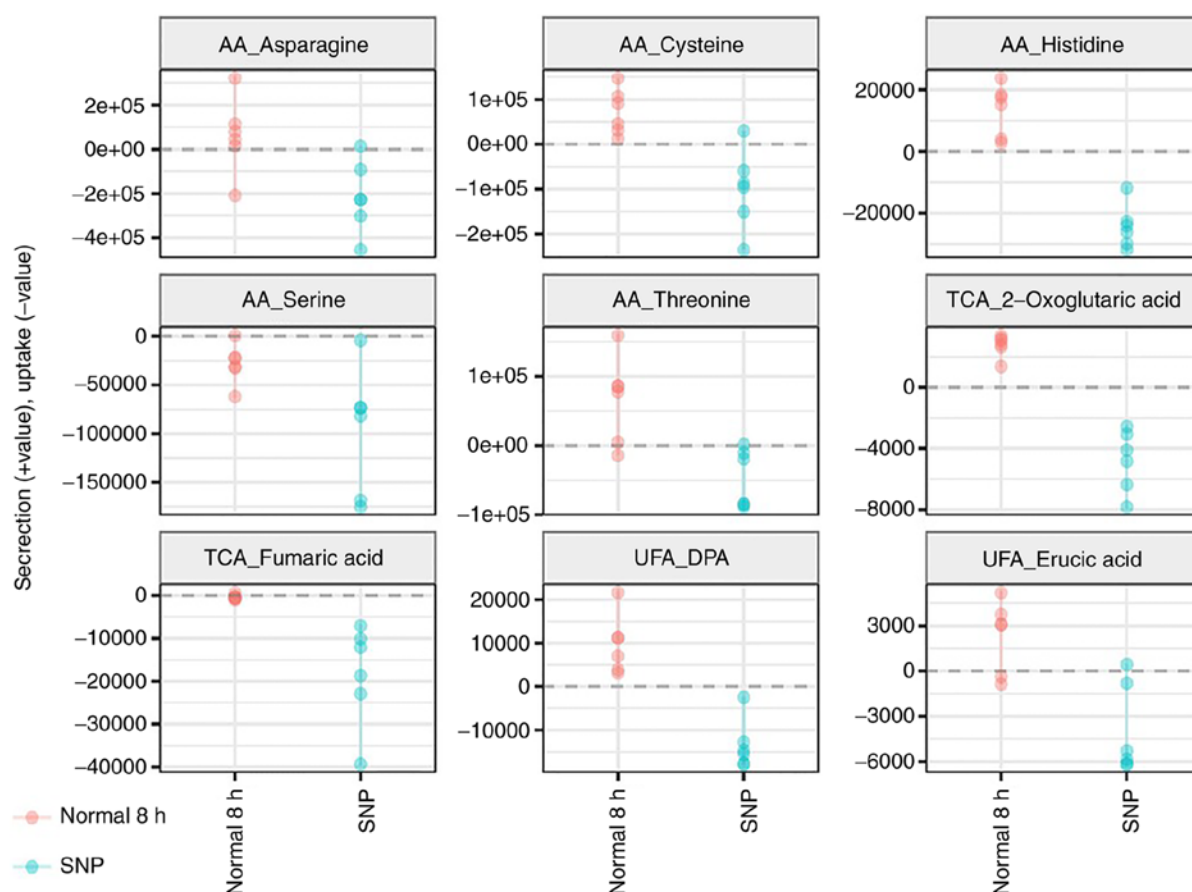 AA_Asparagine
AA_Cysteine
AA_Histidine
2e+05
0e+00
−2e+05
−4e+05
1e+05
0e+00
−1e+05
−2e+05
20000
0
−20000
Secrection (+value), uptake (−value)
AA_Serine
AA_Threonine
TCA_2−Oxoglutaric acid
0
−50000
−100000
−150000
1e+05
0e+00
−1e+05
0
−4000
−8000
TCA_Fumaric acid
UFA_DPA
UFA_Erucic acid
0
−10000
−20000
−30000
−40000
20000
10000
0
−10000
3000
0
−3000
−6000
Normal 8 h
SNP
Normal 8 h
SNP
Normal 8 h
SNP
Normal 8 h
SNP